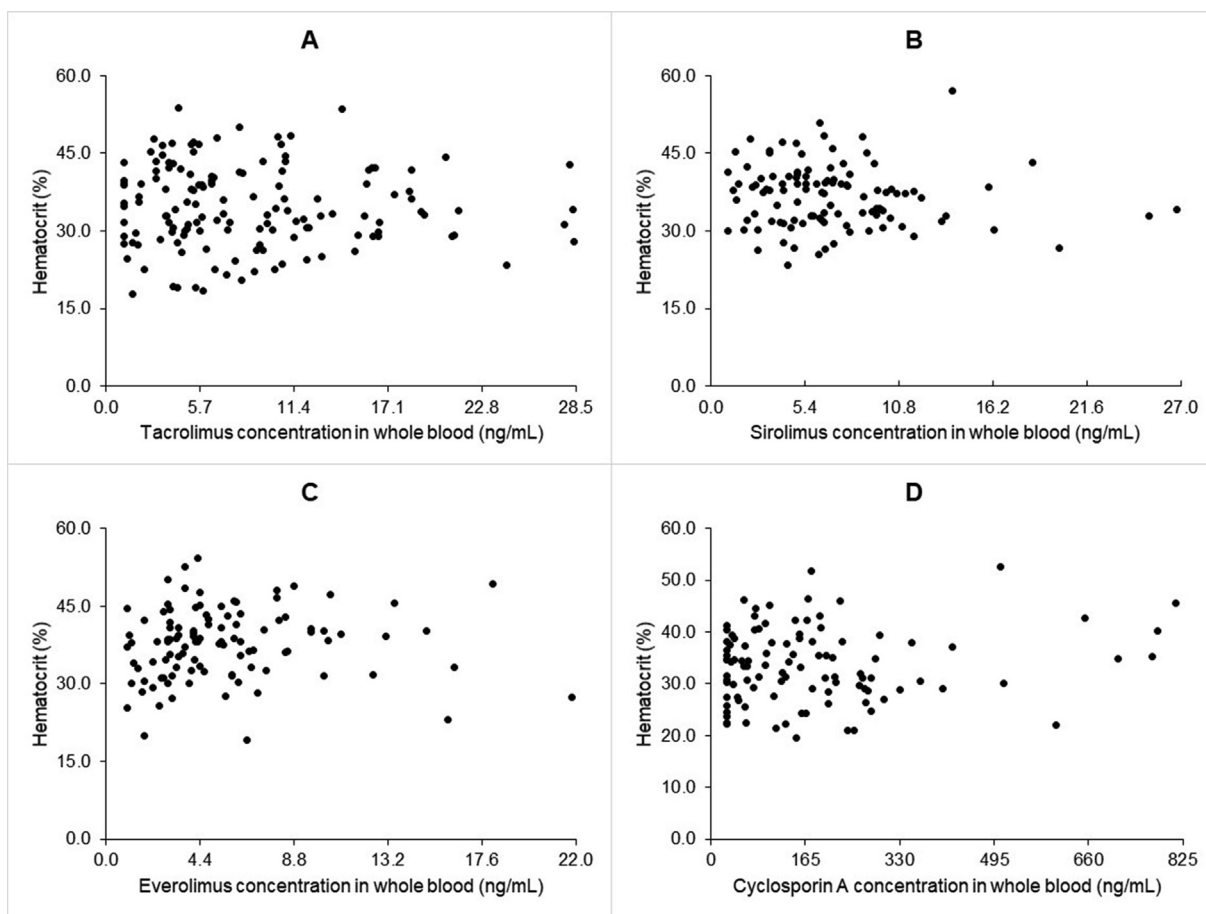 A
60.0
45.0
30.0
15.0
0.0
Hematocrit (%)
0.0 5.7 11.4 17.1 22.8 28.5
Tacrolimus concentration in whole blood (ng/mL)
B
60.0
45.0
30.0
15.0
0.0
Hematocrit (%)
0.0 5.4 10.8 16.2 21.6 27.0
Sirolimus concentration in whole blood (ng/mL)
C
60.0
45.0
30.0
15.0
0.0
Hematocrit (%)
0.0 4.4 8.8 13.2 17.6 22.0
Everolimus concentration in whole blood (ng/mL)
D
60.0
50.0
40.0
30.0
20.0
10.0
0.0
Hematocrit (%)
0 165 330 495 660 825
Cyclosporin A concentration in whole blood (ng/mL)